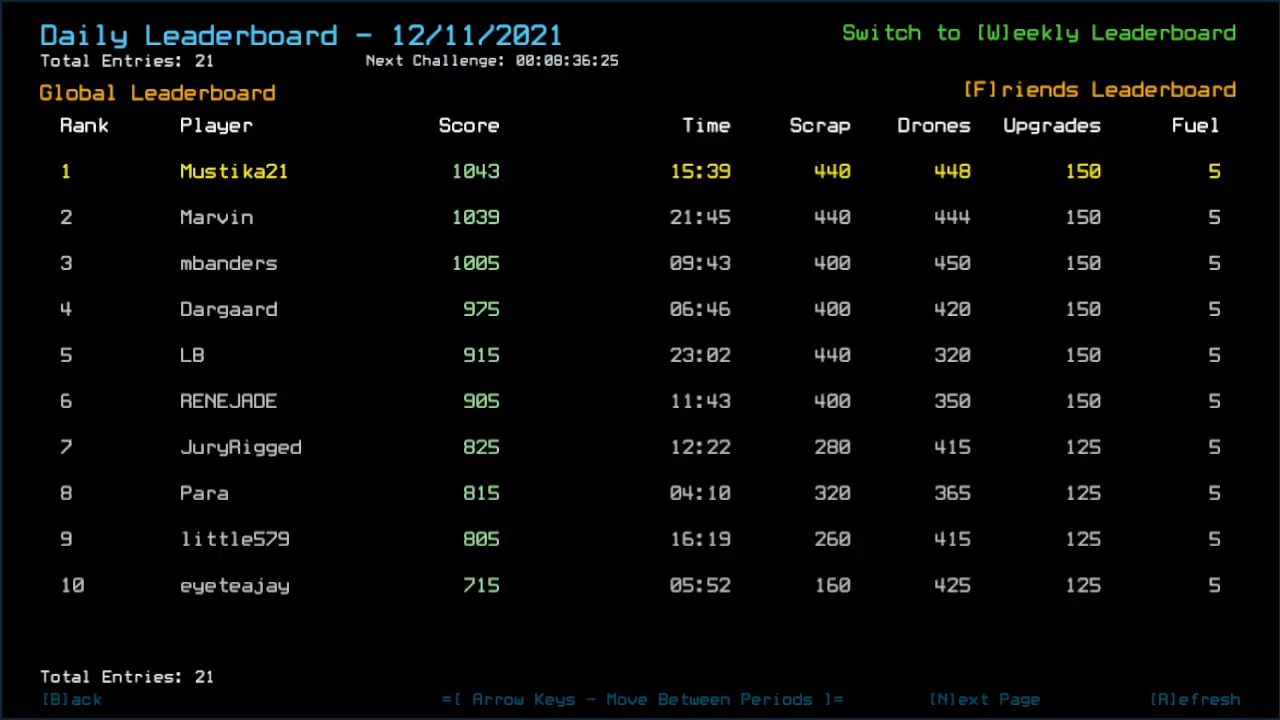 Daily Leaderboard - 12/11/2021 Switch to [W]eekly Leaderboard
Total Entries: 21 Next Challenge: 00:08:36:25
Global Leaderboard [F]riends Leaderboard
Rank Player Score Time Scrap Drones Upgrades Fuel
1 Mustika21 1043 15:39 440 448 150 5
2 Marvin 1039 21:45 440 444 150 5
3 mbanders 1005 09:43 400 450 150 5
4 Dargaard 975 06:46 400 420 150 5
5 LB 915 23:02 440 320 150 5
6 RENEJADE 905 11:43 400 350 150 5
7 JuryRigged 825 12:22 280 415 125 5
8 Para 815 04:10 320 365 125 5
9 little579 805 16:19 260 415 125 5
10 eyeteajay 715 05:52 160 425 125 5
Total Entries: 21
[B]ack =[ Arrow Keys - Move Between Periods ]= [N]ext Page [R]efresh